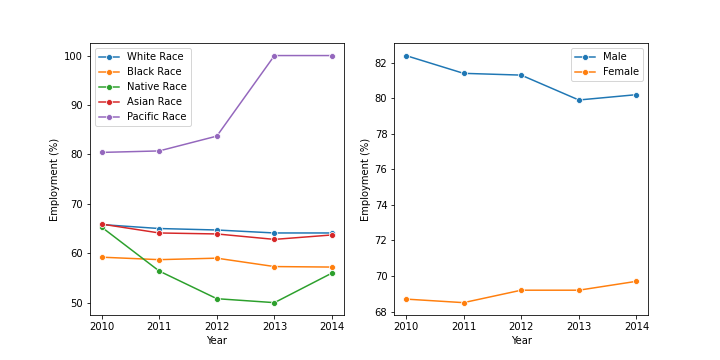 White Race
Black Race
Native Race
Asian Race
Pacific Race
100
90
80
70
60
50
Employment (%)
2010 2011 2012 2013 2014
Year
Male
Female
82
80
78
76
74
72
70
68
Employment (%)
2010 2011 2012 2013 2014
Year